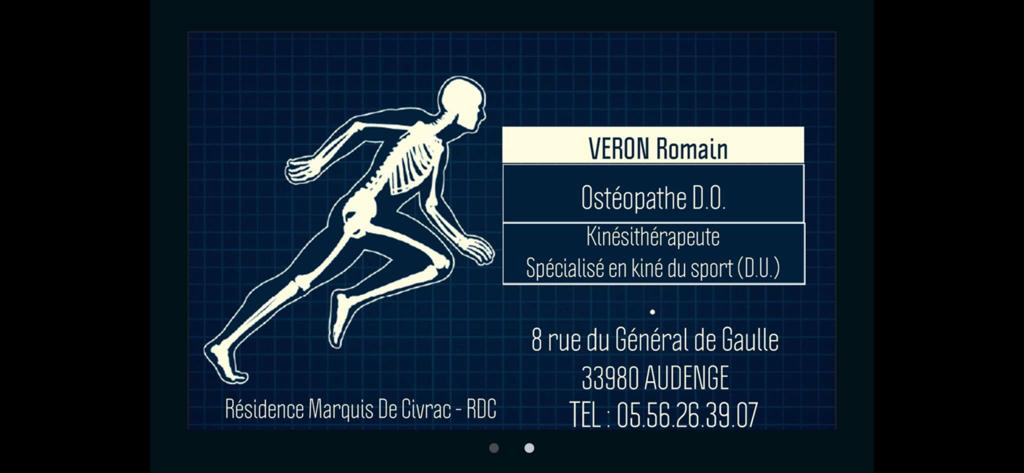 VERON Romain
Ostéopathe D.O.
Kinésithérapeute
Spécialisé en kiné du sport (D.U.)
8 rue du Général de Gaulle
33980 AUDENGE
TEL : 05.56.26.39.07
Résidence Marquis De Civrac - RDC